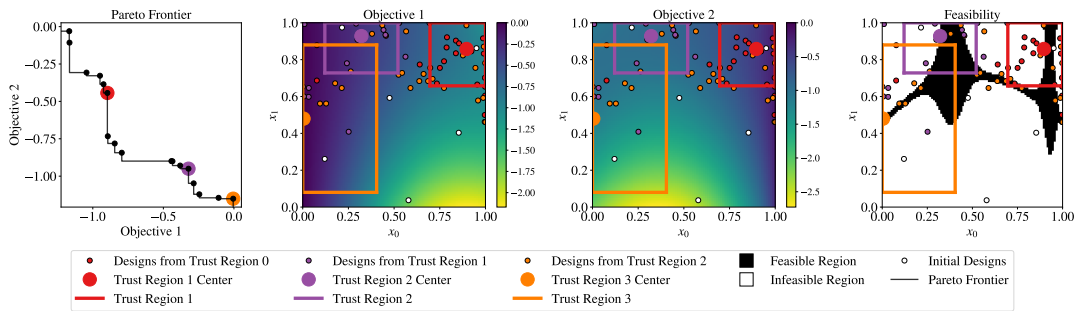 Pareto Frontier
Objective 2
0.00
−0.25
−0.50
−0.75
−1.00
−1.0
−0.5
0.0
Objective 1
Objective 1
x1
1.0
0.8
0.6
0.4
0.2
0.0
0.00
0.25
0.50
0.75
1.00
x0
0.00
−0.25
−0.50
−0.75
−1.00
−1.25
−1.50
−1.75
−2.00
Objective 2
x1
1.0
0.8
0.6
0.4
0.2
0.0
0.00
0.25
0.50
0.75
1.00
x0
0.0
−0.5
−1.0
−1.5
−2.0
−2.5
Feasibility
x1
1.0
0.8
0.6
0.4
0.2
0.0
0.00
0.25
0.50
0.75
1.00
x0
Designs from Trust Region 0
Designs from Trust Region 1
Designs from Trust Region 2
Feasible Region
Initial Designs
Trust Region 1 Center
Trust Region 2 Center
Trust Region 3 Center
Infeasible Region
Pareto Frontier
Trust Region 1
Trust Region 2
Trust Region 3